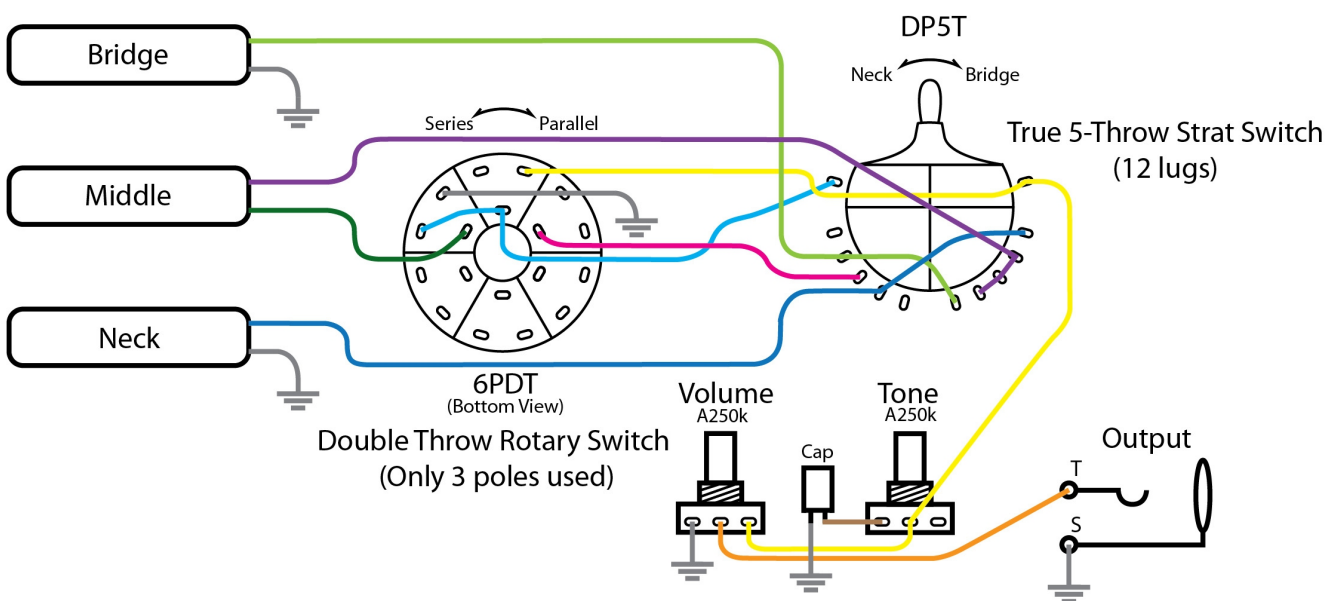 Bridge
Middle
Neck
Series
Parallel
6PDT
(Bottom View)
Double Throw Rotary Switch
(Only 3 poles used)
DP5T
Neck
Bridge
True 5-Throw Strat Switch
(12 lugs)
Volume
A250k
Cap
Tone
A250k
Output
T
S